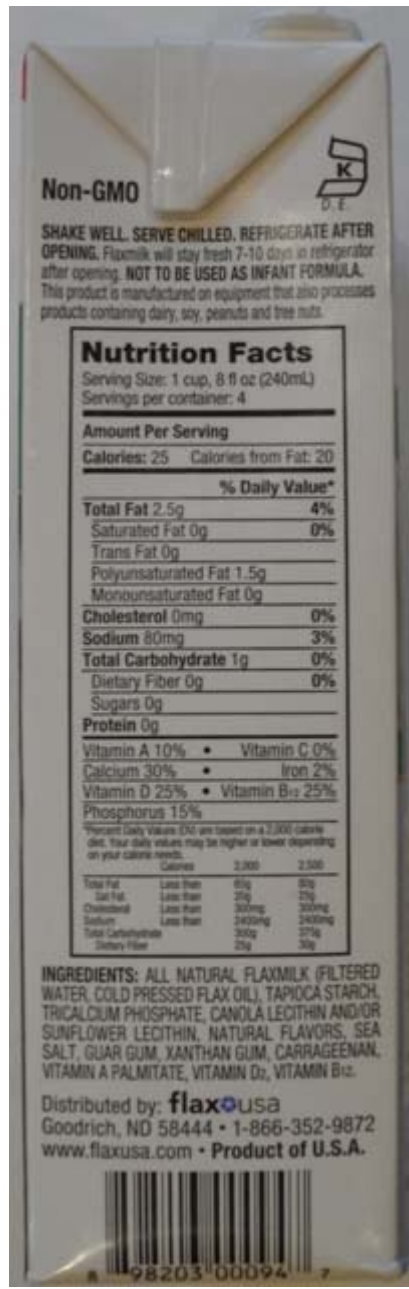 K
D.E
Non-GMO
SHAKE WELL. SERVE CHILLED. REFRIGERATE AFTER
OPENING. Flaxmilk will stay fresh 7-10 days in refrigerator
after opening. NOT TO BE USED AS INFANT FORMULA.
This product is manufactured on equipment that also processes
products containing dairy, soy, peanuts and tree nuts.
Nutrition Facts
Serving Size: 1 cup, 8 fl oz (240mL)
Servings per container: 4
Amount Per Serving
Calories: 25 Calories from Fat: 20
% Daily Value*
Total Fat 2.5g 4%
Saturated Fat 0g 0%
Trans Fat 0g
Polyunsaturated Fat 1.5g
Monounsaturated Fat 0g
Cholesterol 0mg 0%
Sodium 80mg 3%
Total Carbohydrate 1g 0%
Dietary Fiber 0g 0%
Sugars 0g
Protein 0g
Vitamin A 10% • Vitamin C 0%
Calcium 30% • Iron 2%
Vitamin D 25% • Vitamin B12 25%
Phosphorus 15%
*Percent Daily Values (DV) are based on a 2,000 calorie
diet. Your daily values may be higher or lower depending
on your calorie needs.
Calories 2,000 2,500
Total Fat Less than 65g 80g
Sat Fat Less than 20g 25g
Cholesterol Less than 300mg 300mg
Sodium Less than 2400mg 2400mg
Total Carbohydrate 300g 375g
Dietary Fiber 25g 30g
INGREDIENTS: ALL NATURAL FLAXMILK (FILTERED
WATER, COLD PRESSED FLAX OIL), TAPIOCA STARCH,
TRICALCIUM PHOSPHATE, CANOLA LECITHIN AND/OR
SUNFLOWER LECITHIN, NATURAL FLAVORS, SEA
SALT, GUAR GUM, XANTHAN GUM, CARRAGEENAN,
VITAMIN A PALMITATE, VITAMIN D2, VITAMIN B12.
Distributed by: flaxusa
Goodrich, ND 58444 • 1-866-352-9872
www.flaxusa.com • Product of U.S.A.
8 98203 00094 7